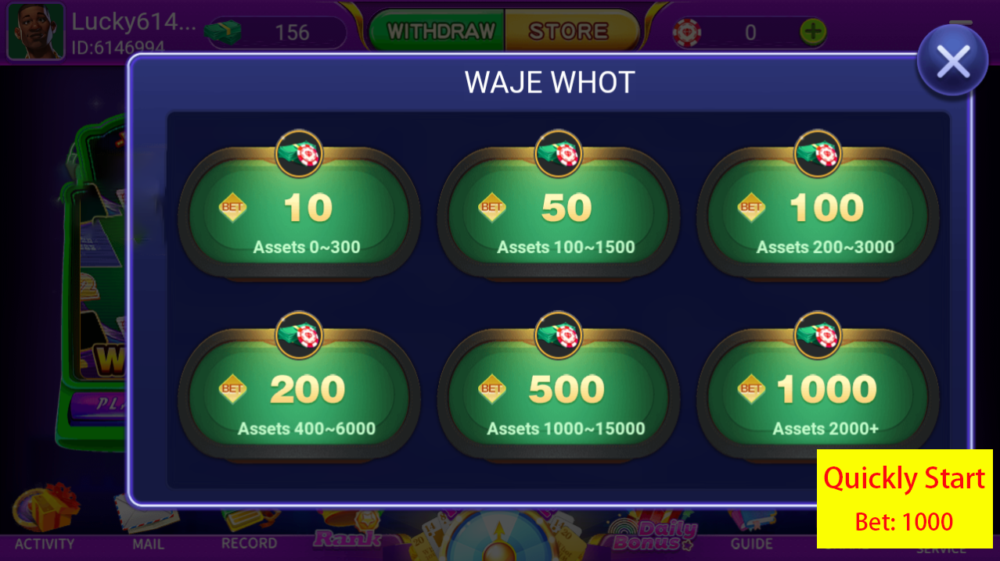 Lucky614...
ID:6146994
156
WITHDRAW
STORE
0
WAJE WHOT
BET 10
Assets 0~300
BET 50
Assets 100~1500
BET 100
Assets 200~3000
BET 200
Assets 400~6000
BET 500
Assets 1000~15000
BET 1000
Assets 2000+
Quickly Start
Bet: 1000
ACTIVITY
MAIL
RECORD
Rank
Daily
Bonus
GUIDE
SERVICE